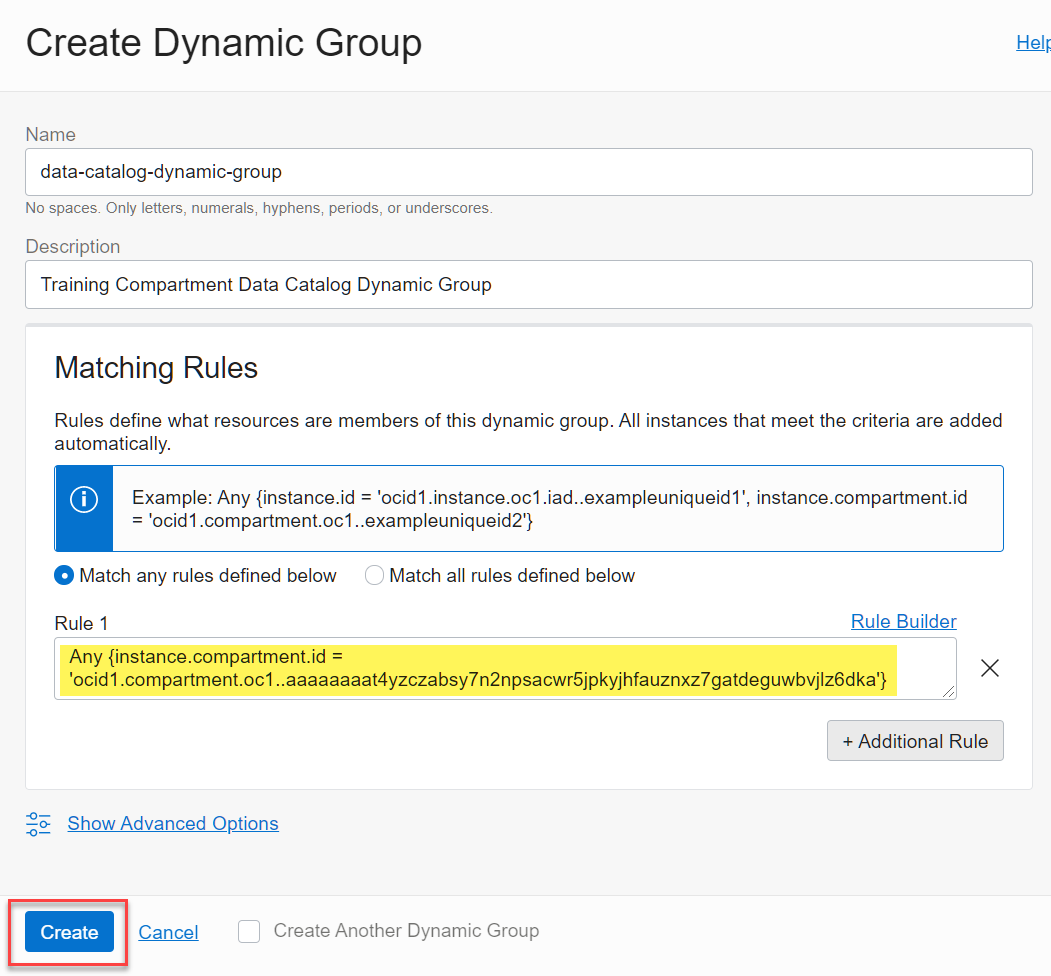 Create Dynamic Group
Help
Name
data-catalog-dynamic-group
No spaces. Only letters, numerals, hyphens, periods, or underscores.
Description
Training Compartment Data Catalog Dynamic Group
Matching Rules
Rules define what resources are members of this dynamic group. All instances that meet the criteria are added
automatically.
Example: Any {instance.id = 'ocid1.instance.oc1.iad..exampleuniqueid1', instance.compartment.id
= 'ocid1.compartment.oc1..exampleuniqueid2'}
Match any rules defined below Match all rules defined below
Rule 1 Rule Builder
Any {instance.compartment.id =
'ocid1.compartment.oc1..aaaaaaaat4yzczabsy7n2npsacwr5jpkyjhfauznxz7gatdeguwbvjlz6dka'}
+ Additional Rule
Show Advanced Options
Create Cancel Create Another Dynamic Group